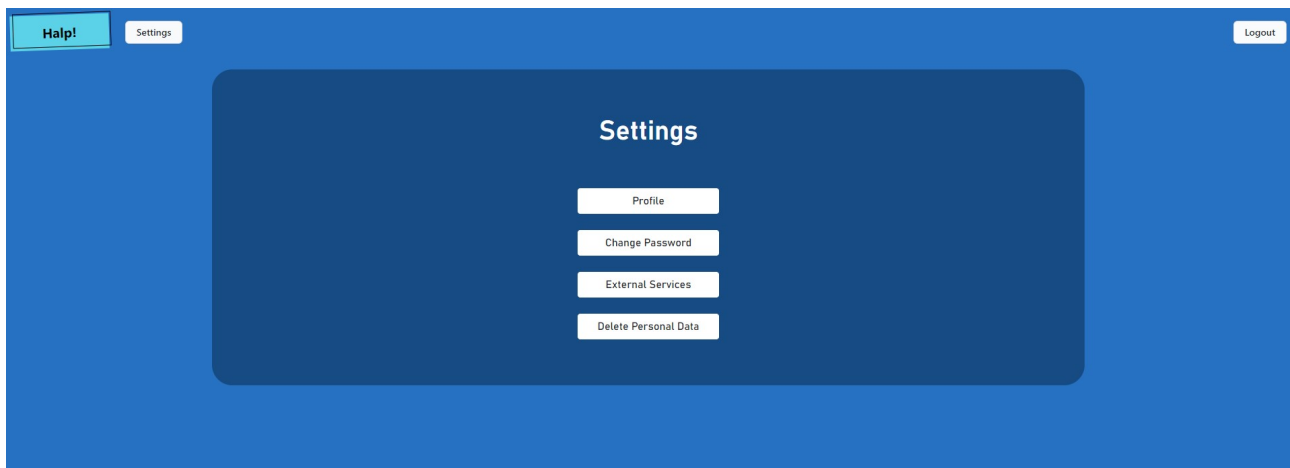 Halp!
Settings
Logout
Settings
Profile
Change Password
External Services
Delete Personal Data